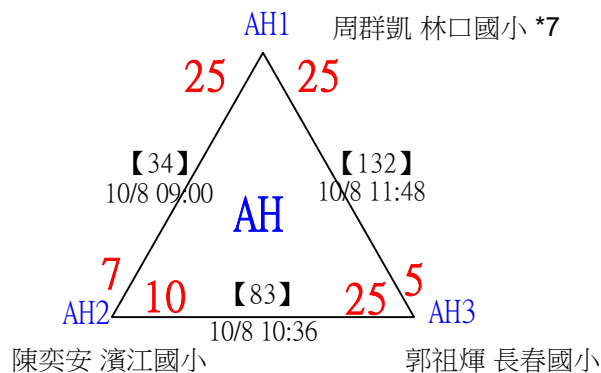 AH1 周群凱 林口國小 *7
25 25
【34】 【132】
10/8 09:00 10/8 11:48
AH
7 10 【83】 25 5
AH2 AH3
10/8 10:36
陳奕安 濱江國小 郭祖煇 長春國小